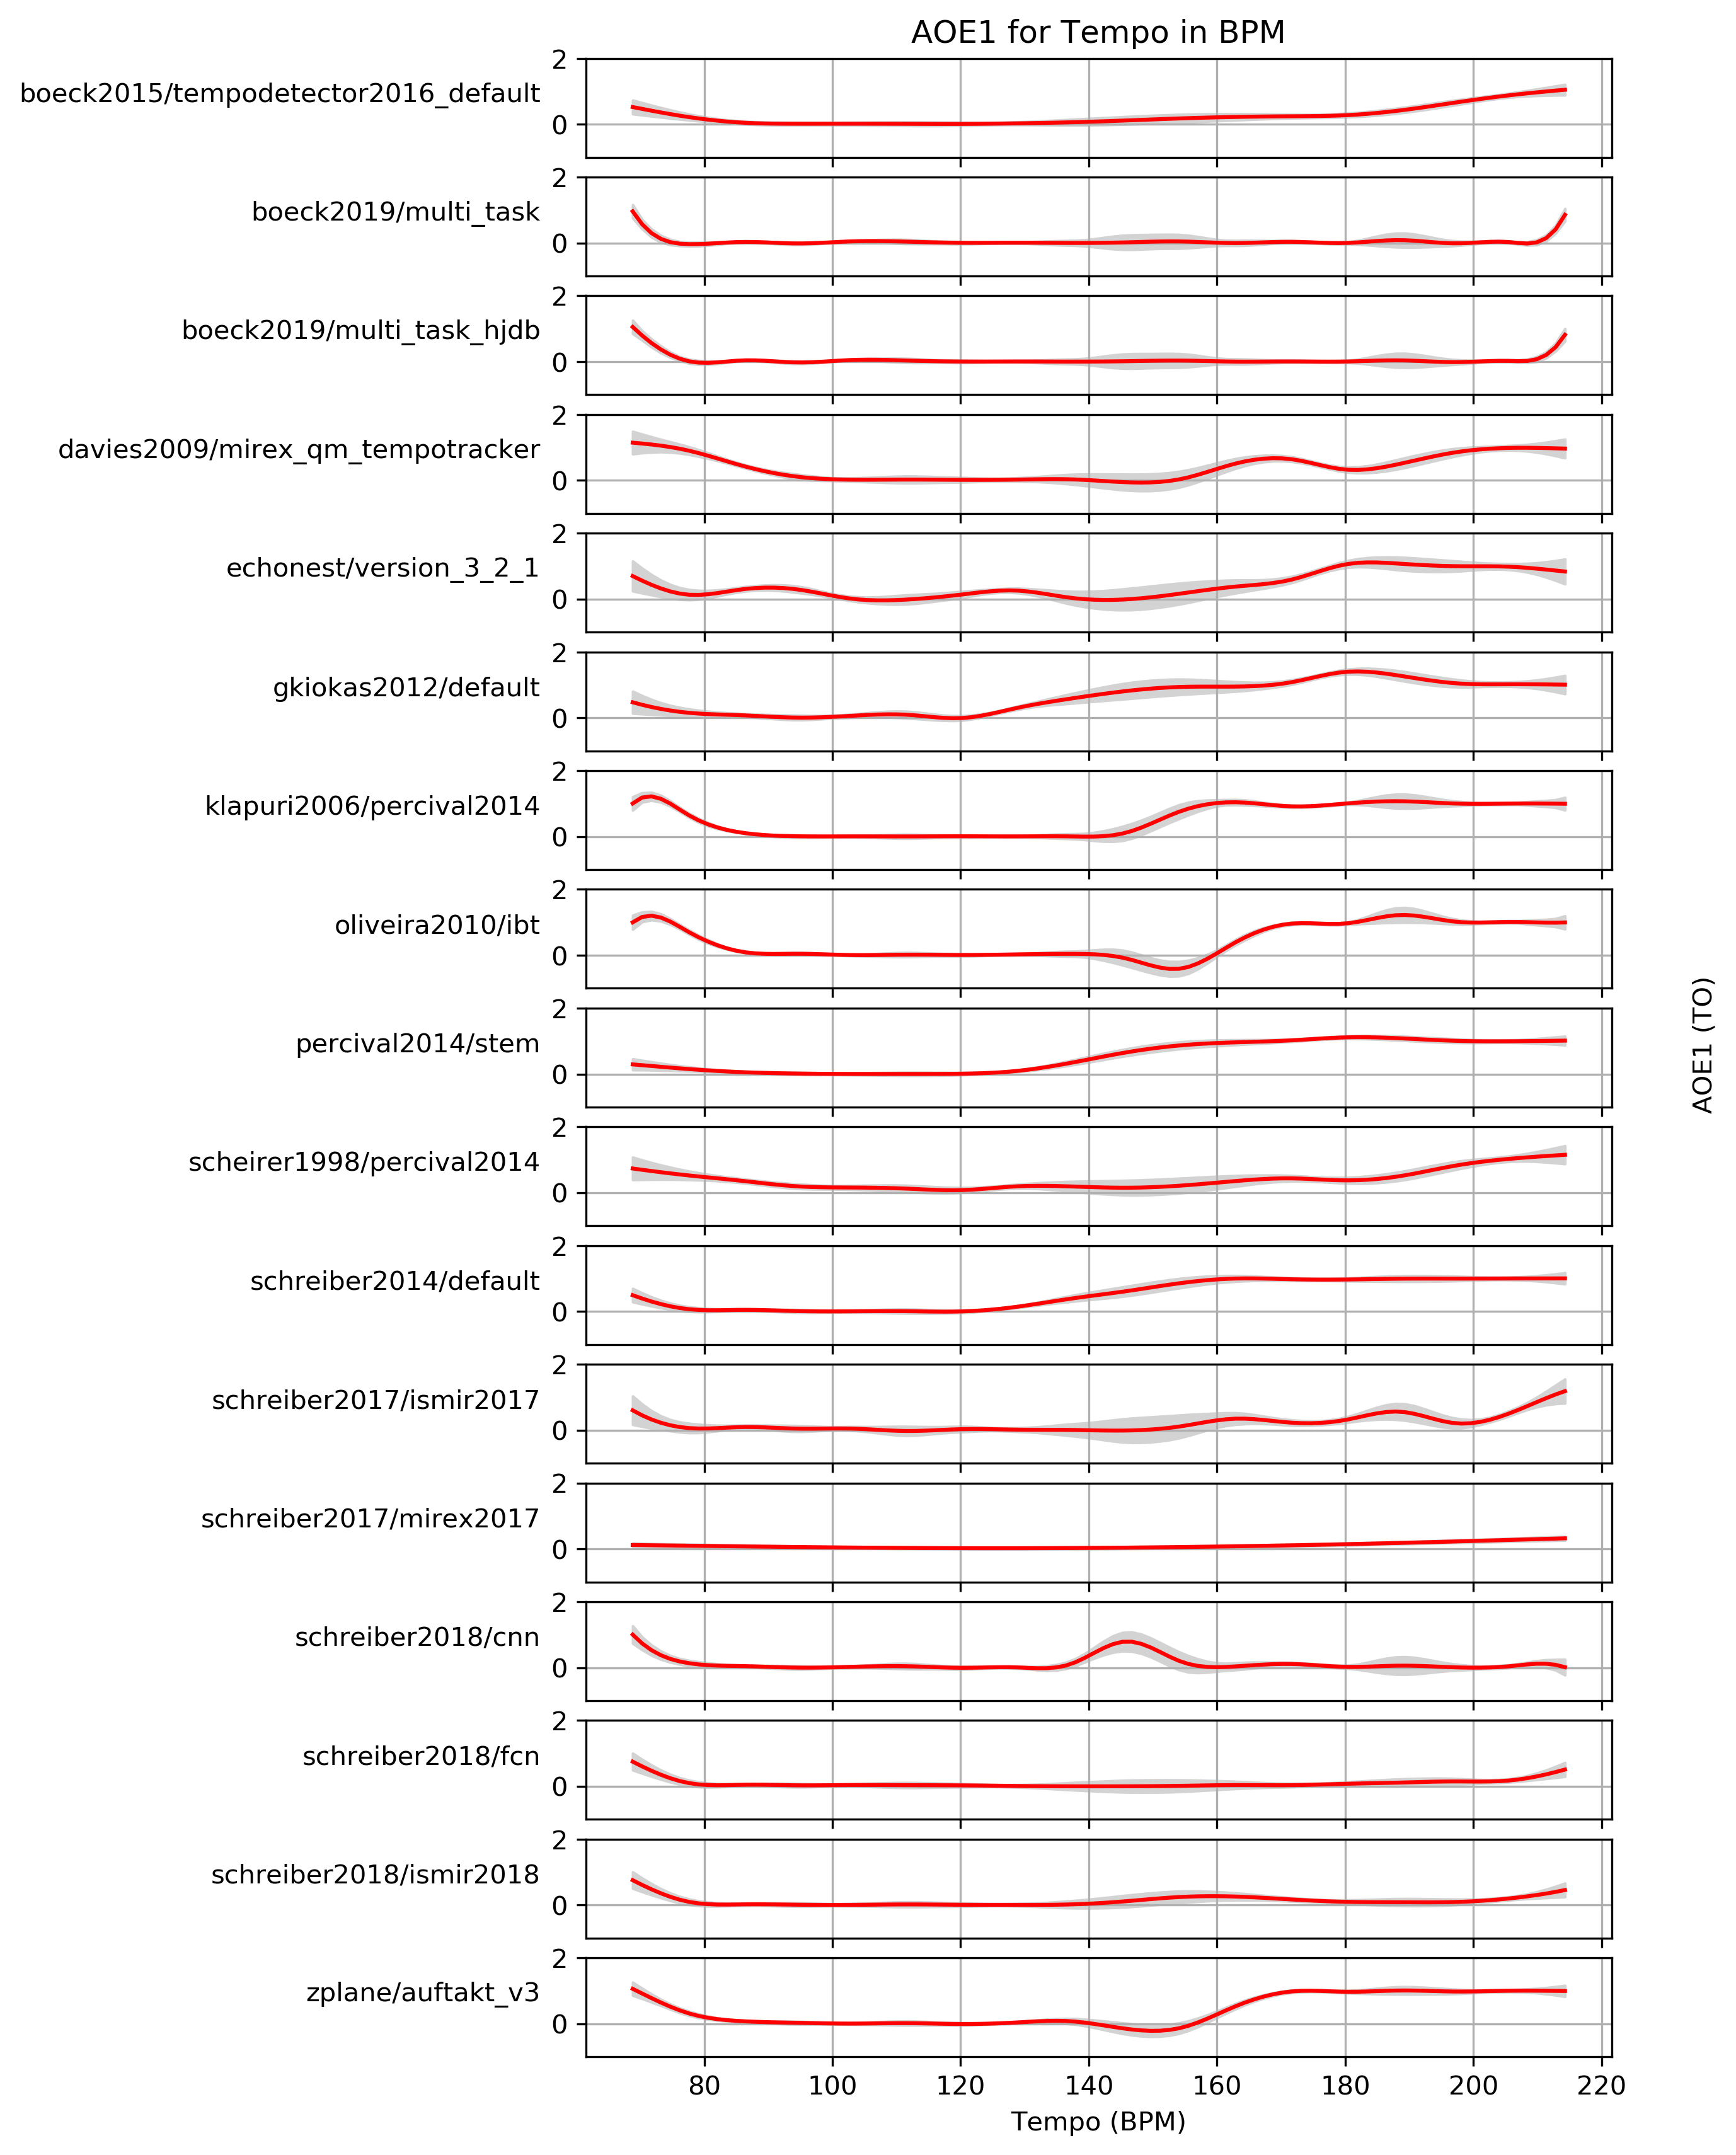 AOE1 for Tempo in BPM
boeck2015/tempodetector2016_default
2
0
boeck2019/multi_task
2
0
boeck2019/multi_task_hjdb
2
0
davies2009/mirex_qm_tempotracker
2
0
echonest/version_3_2_1
2
0
gkiokas2012/default
2
0
klapuri2006/percival2014
2
0
oliveira2010/ibt
2
0
percival2014/stem
2
0
scheirer1998/percival2014
2
0
schreiber2014/default
2
0
schreiber2017/ismir2017
2
0
schreiber2017/mirex2017
2
0
schreiber2018/cnn
2
0
schreiber2018/fcn
2
0
schreiber2018/ismir2018
2
0
zplane/auftakt_v3
2
0
80 100 120 140 160 180 200 220
Tempo (BPM)
AOE1 (TO)